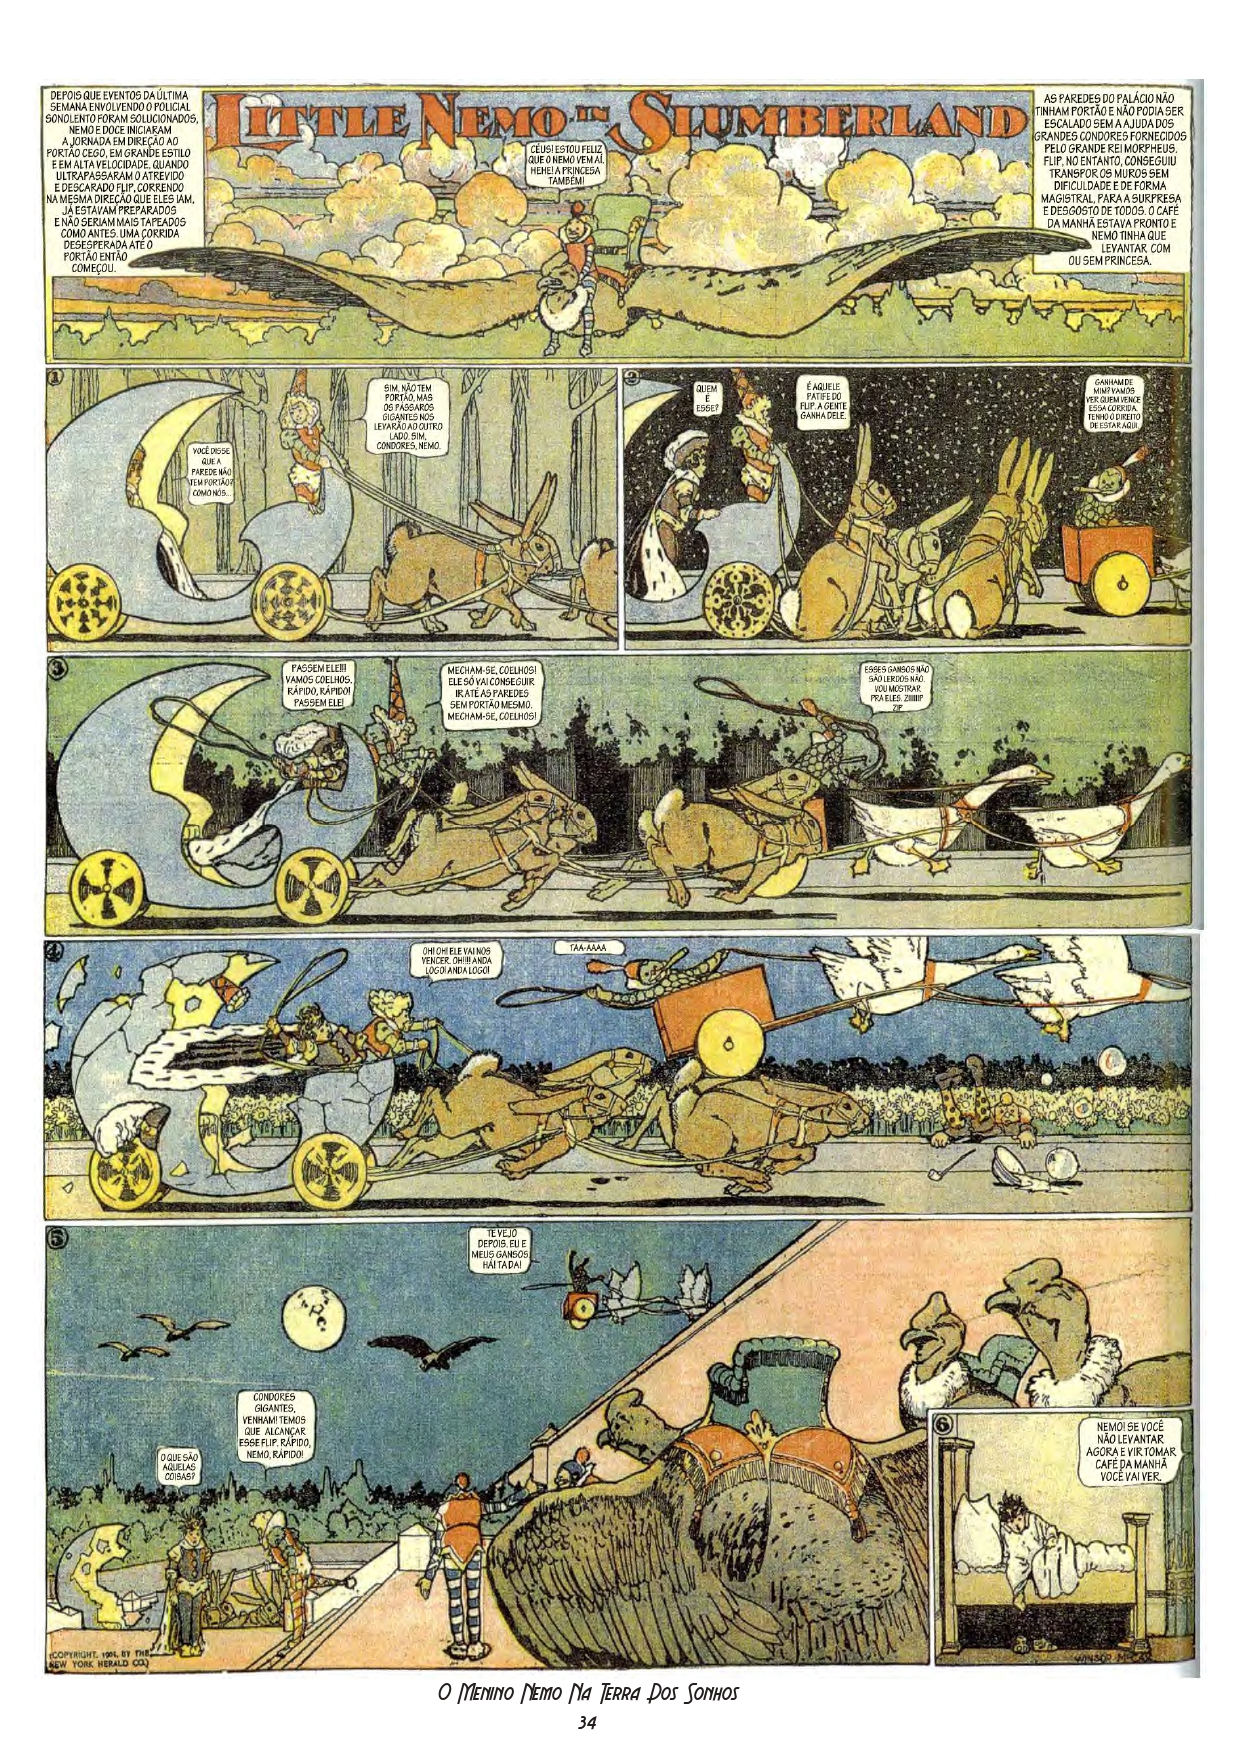 DEPOIS QUE EVENTOS DA ÚLTIMA
SEMANA ENVOLVENDO O POLICIAL
SONOLENTO FORAM SOLUCIONADOS,
NEMO E DOCE INICIARAM
A JORNADA EM DIREÇÃO AO
PORTÃO CEGO, EM GRANDE ESTILO
E EM ALTA VELOCIDADE. QUANDO
ULTRAPASSARAM O ATREVIDO
E DESCARADO FLIP, CORRENDO
NA MESMA DIREÇÃO QUE ELES IAM,
JÁ ESTAVAM PREPARADOS
E NÃO SERIAM MAIS TAPEADOS
COMO ANTES. UMA CORRIDA
DESESPERADA ATÉ O
PORTÃO ENTÃO
COMEÇOU.
LITTLE NEMO IN SLUMBERLAND
CÉUS! ESTOU FELIZ
QUE O NEMO VEM AÍ.
HEHE! A PRINCESA
TAMBÉM!
AS PAREDES DO PALÁCIO NÃO
TINHAM PORTÃO E NÃO PODIA SER
ESCALADO SEM A AJUDA DOS
GRANDES CONDORES FORNECIDOS
PELO GRANDE REI MORPHEUS.
FLIP, NO ENTANTO, CONSEGUIU
TRANSPOR OS MUROS SEM
DIFICULDADE E DE FORMA
MAGISTRAL, PARA A SURPRESA
E DESGOSTO DE TODOS. O CAFÉ
DA MANHÃ ESTAVA PRONTO E
NEMO TINHA QUE
LEVANTAR COM
OU SEM PRINCESA.
1
VOCÊ DISSE
QUE A
PAREDE NÃO
TEM PORTÃO?
COMO NÓS...
SIM, NÃO TEM
PORTÃO, MAS
OS PÁSSAROS
GIGANTES NOS
LEVARÃO AO OUTRO
LADO. SIM,
CONDORES, NEMO.
2
QUEM
É
ESSE?
É AQUELE
PATIFE DO
FLIP. A GENTE
GANHA DELE.
GANHAM DE
MIM? VAMOS
VER QUEM VENCE
ESSA CORRIDA.
TENHO O DIREITO
DE ESTAR AQUI.
3
PASSEM ELE!!!
VAMOS COELHOS.
RÁPIDO, RÁPIDO!
PASSEM ELE!
MECHAM-SE, COELHOS!
ELE SÓ VAI CONSEGUIR
IR ATÉ AS PAREDES
SEM PORTÃO MESMO.
MECHAM-SE, COELHOS!
ESSES GANSOS NÃO
SÃO LERDOS NÃO.
VOU MOSTRAR
PRA ELES. ZIIIIIIP
ZIP
4
OH! OH! ELE VAI NOS
VENCER. OH!!!! ANDA
LOGO! ANDA LOGO!
TAA-AAAA
5
TE VEJO
DEPOIS. EU E
MEUS GANSOS.
HÁ! TA DA!
CONDORES
GIGANTES,
VENHAM! TEMOS
QUE ALCANÇAR
ESSE FLIP. RÁPIDO,
NEMO, RÁPIDO!
O QUE SÃO
AQUELAS
COISAS?
6
NEMO! SE VOCÊ
NÃO LEVANTAR
AGORA E VIR TOMAR
CAFÉ DA MANHÃ
VOCÊ VAI VER.
COPYRIGHT, BY THE
NEW YORK HERALD CO.)
WINSOR
O MENINO NEMO NA TERRA DOS SONHOS
34